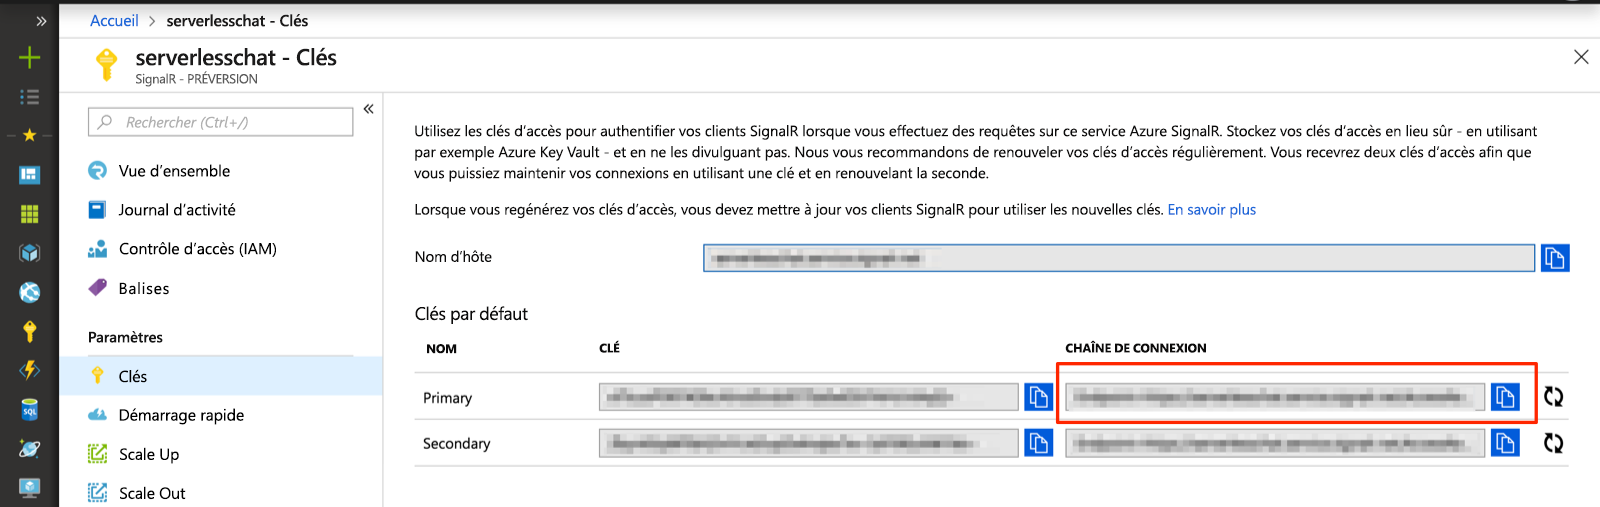 Accueil > serverlesschat - Clés
serverlesschat - Clés
SignalR - PRÉVERSION
Rechercher (Ctrl+/)
Vue d'ensemble
Journal d'activité
Contrôle d'accès (IAM)
Balises
Paramètres
Clés
Démarrage rapide
Scale Up
Scale Out
Utilisez les clés d'accès pour authentifier vos clients SignalR lorsque vous effectuez des requêtes sur ce service Azure SignalR. Stockez vos clés d'accès en lieu sûr - en utilisant
par exemple Azure Key Vault - et en ne les divulguant pas. Nous vous recommandons de renouveler vos clés d'accès régulièrement. Vous recevrez deux clés d'accès afin que
vous puissiez maintenir vos connexions en utilisant une clé et en renouvelant la seconde.
Lorsque vous regénérez vos clés d'accès, vous devez mettre à jour vos clients SignalR pour utiliser les nouvelles clés. En savoir plus
Nom d'hôte
Clés par défaut
NOM CLÉ CHAÎNE DE CONNEXION
Primary
Secondary
SQL